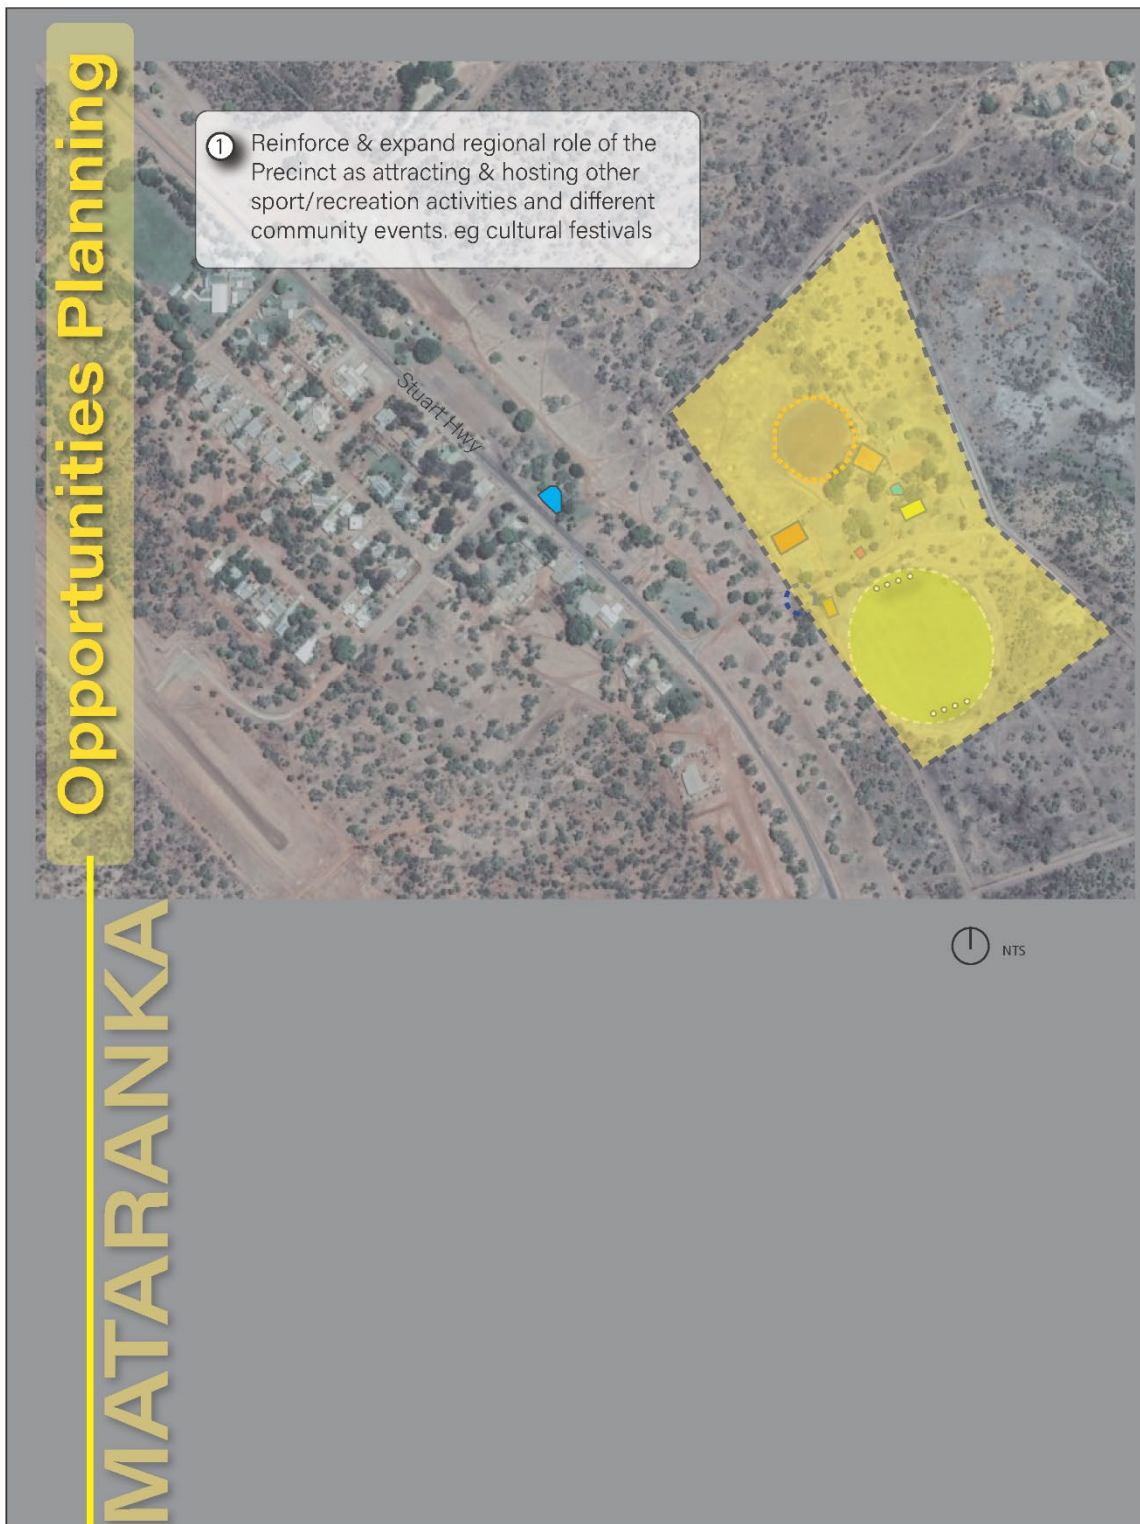 Opportunities Planning
MATARANKA
1
Reinforce & expand regional role of the
Precinct as attracting & hosting other
sport/recreation activities and different
community events. eg cultural festivals
Stuart Hwy
NTS